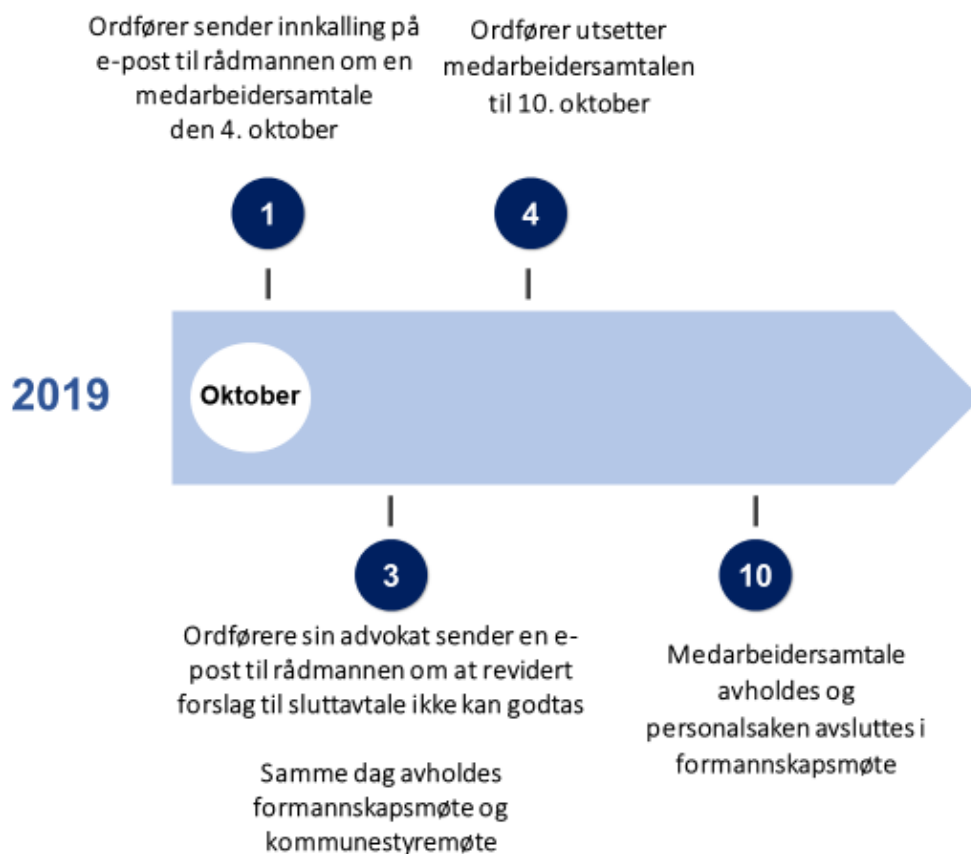 Ordfører sender innkalling på
e-post til rådmannen om en
medarbeidersamtale
den 4. oktober
Ordfører utsetter
medarbeidersamtalen
til 10. oktober
1
4
2019
Oktober
3
10
Ordførere sin advokat sender en e-
post til rådmannen om at revidert
forslag til sluttavtale ikke kan godtas
Samme dag avholdes
formannskapsmøte og
kommunestyremøte
Medarbeidersamtale
avholdes og
personalsaken avsluttes i
formannskapsmøte